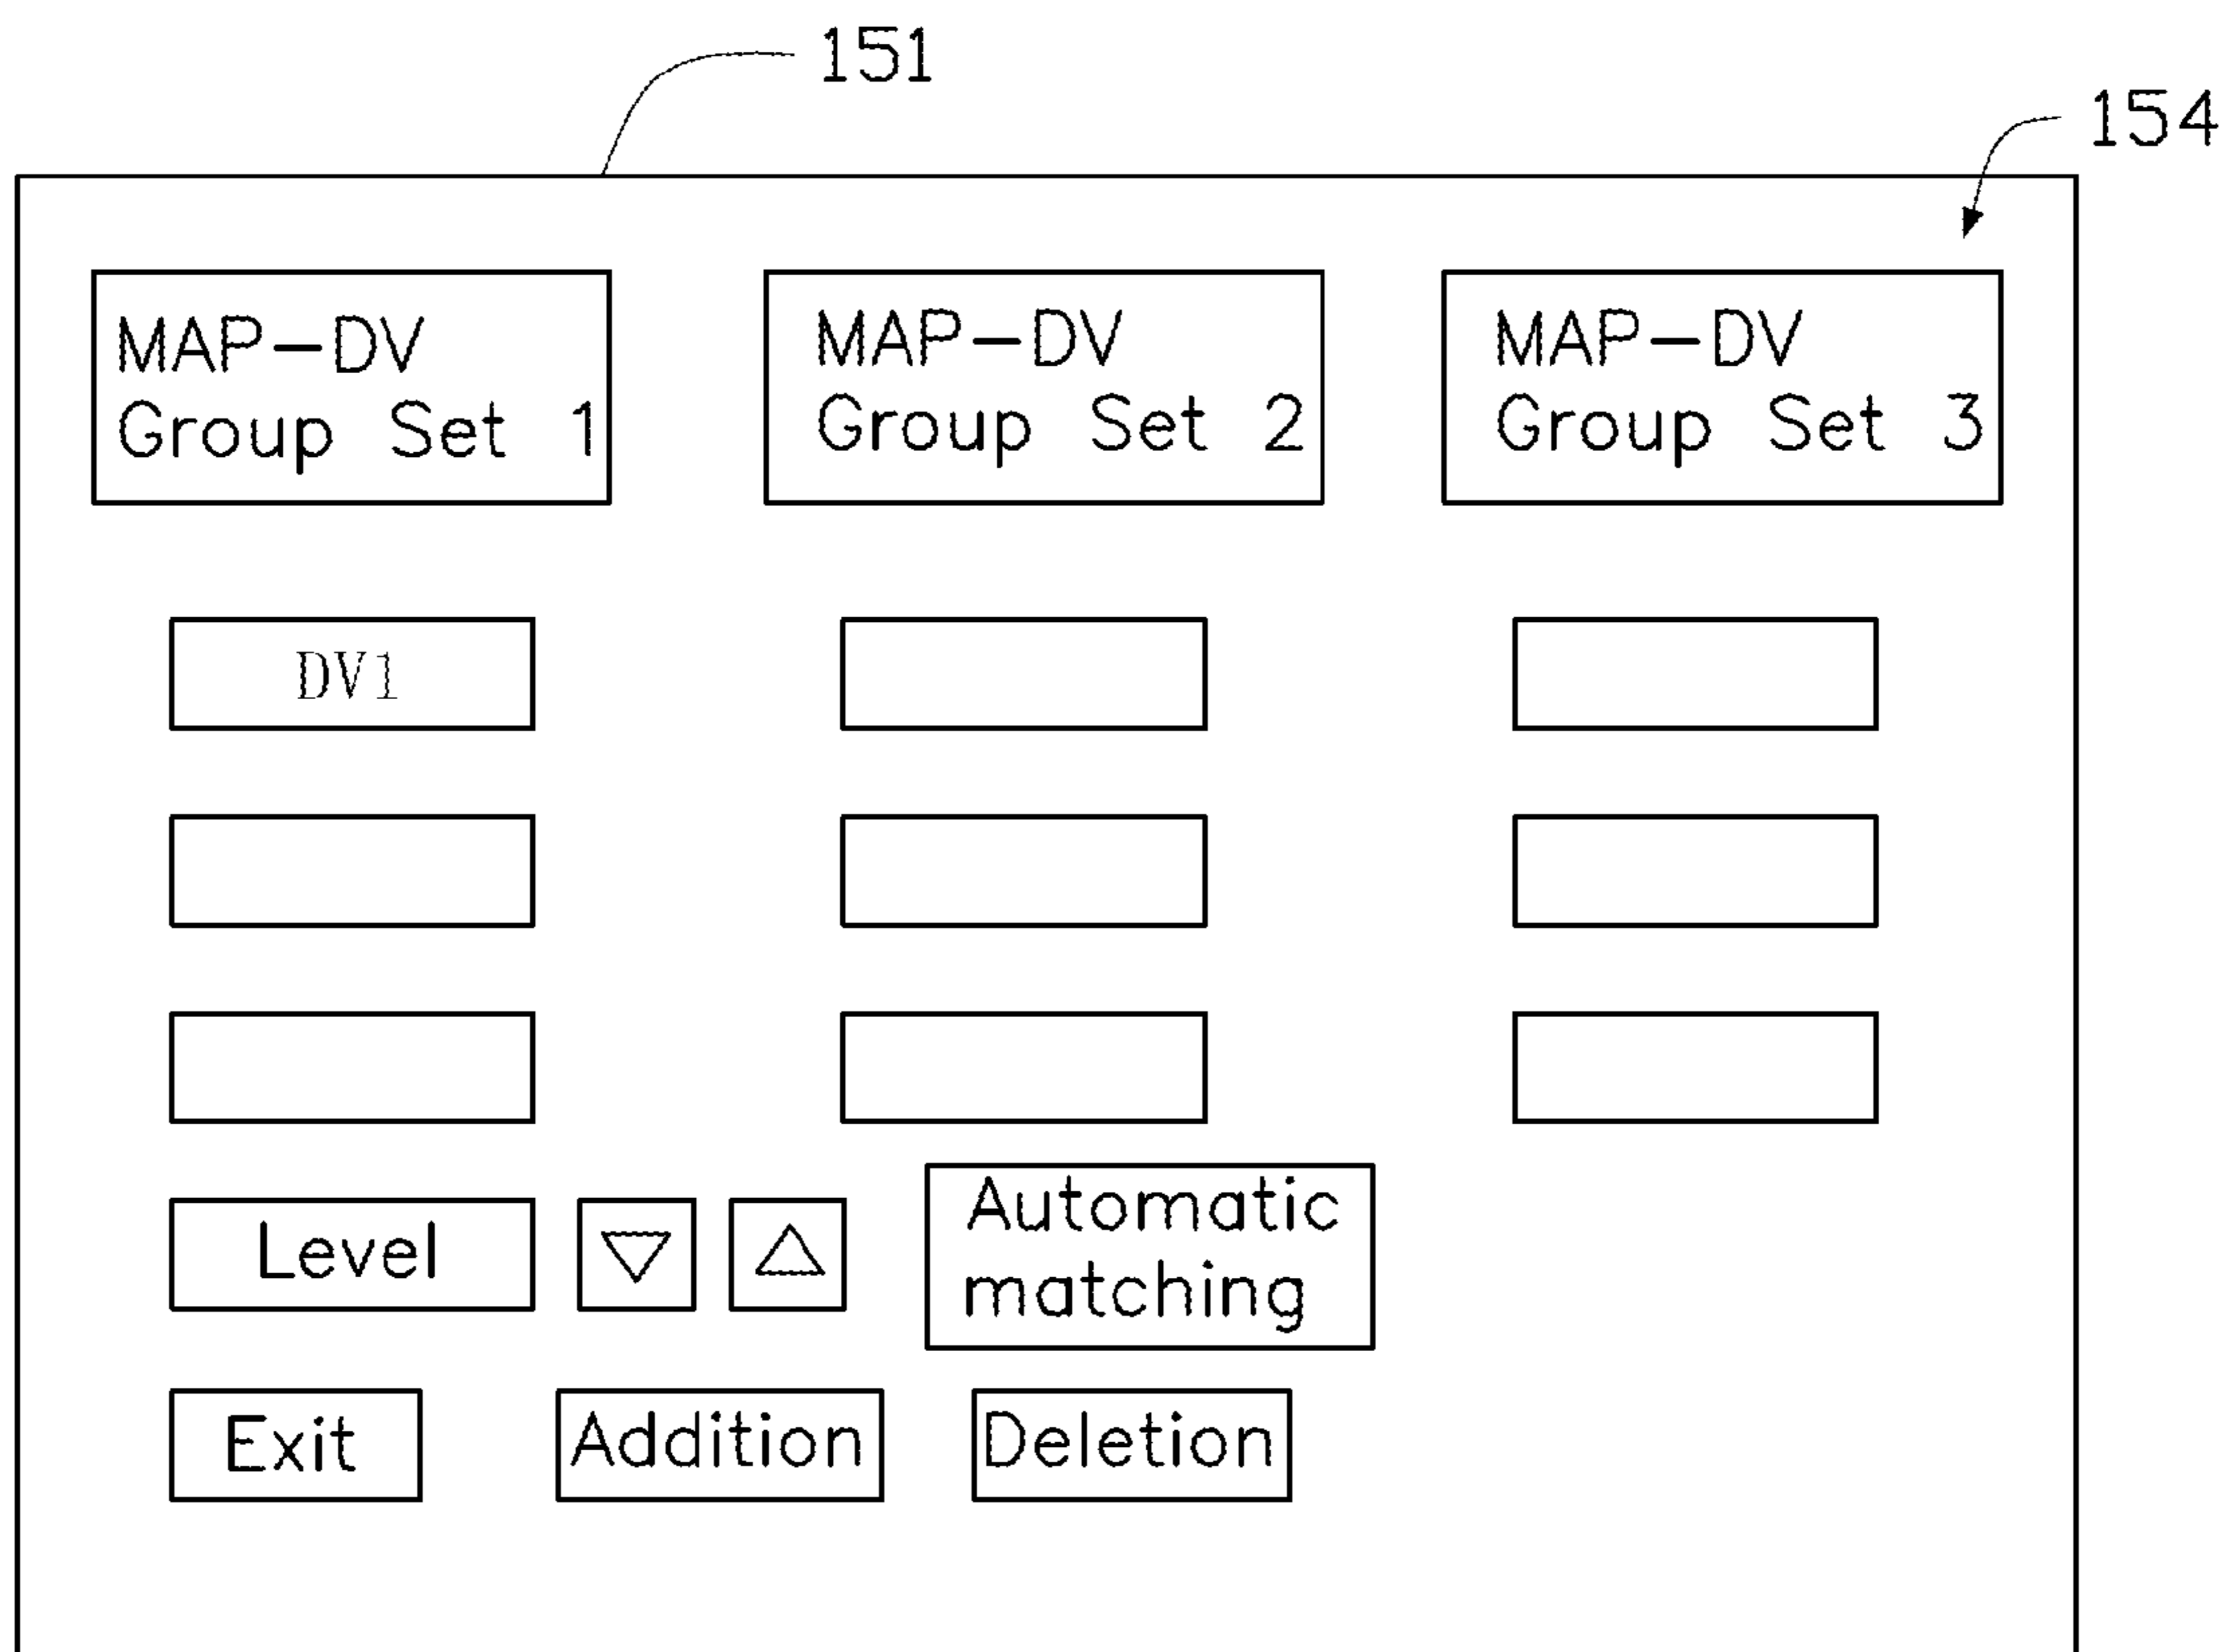 151
154
MAP-DV
Group Set 1
MAP-DV
Group Set 2
MAP-DV
Group Set 3
DV1
Level
Automatic
matching
Exit
Addition
Deletion